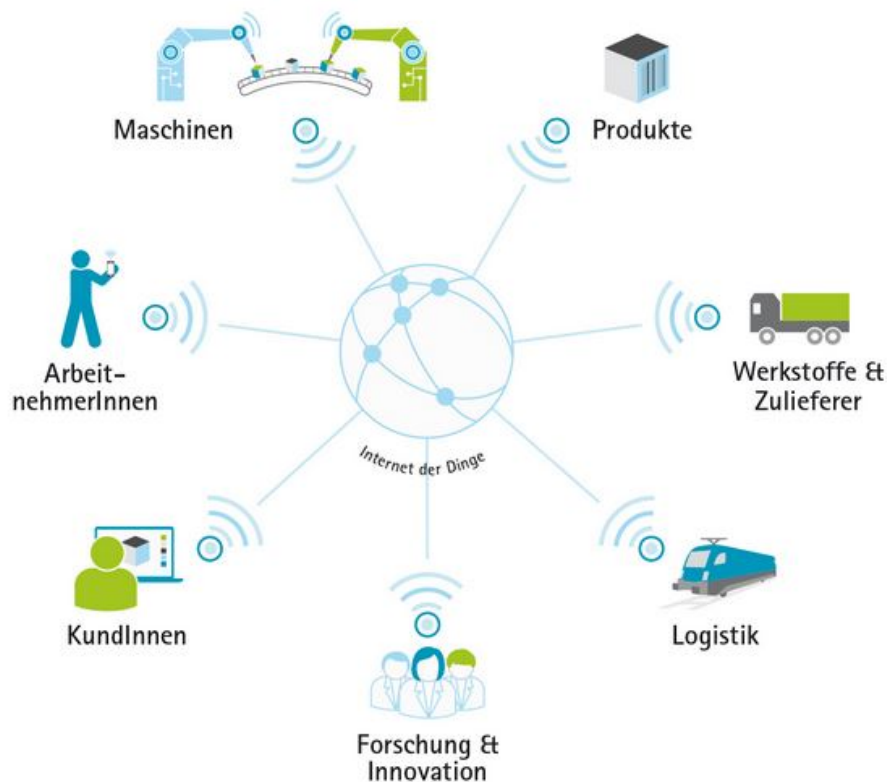 Maschinen
Produkte
Arbeit-
nehmerInnen
Werkstoffe &
Zulieferer
Internet der Dinge
KundInnen
Logistik
Forschung &
Innovation